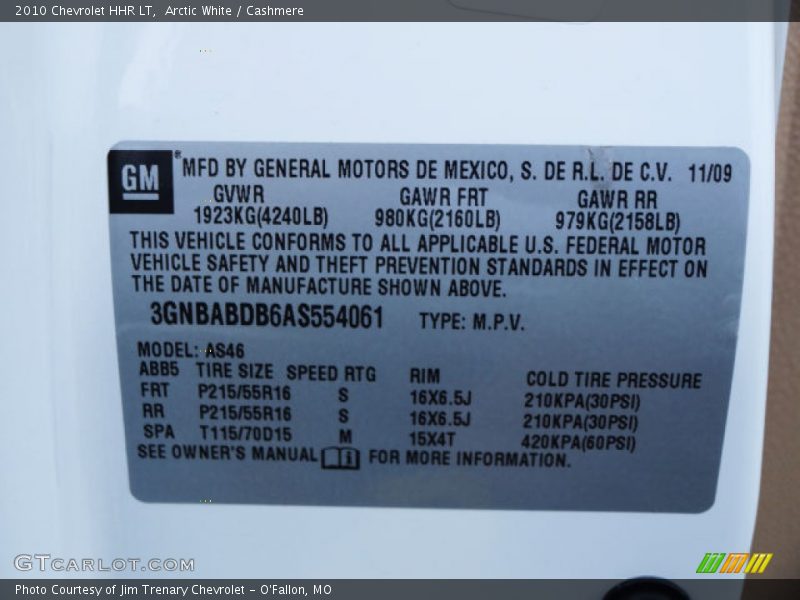 2010 Chevrolet HHR LT, Arctic White / Cashmere
GM® MFD BY GENERAL MOTORS DE MEXICO, S. DE R.L. DE C.V. 11/09
GVWR GAWR FRT GAWR RR
1923KG(4240LB) 980KG(2160LB) 979KG(2158LB)
THIS VEHICLE CONFORMS TO ALL APPLICABLE U.S. FEDERAL MOTOR
VEHICLE SAFETY AND THEFT PREVENTION STANDARDS IN EFFECT ON
THE DATE OF MANUFACTURE SHOWN ABOVE.
3GNBABDB6AS554061 TYPE: M.P.V.
MODEL: AS46
ABB5 TIRE SIZE SPEED RTG RIM COLD TIRE PRESSURE
FRT P215/55R16 S 16X6.5J 210KPA(30PSI)
RR P215/55R16 S 16X6.5J 210KPA(30PSI)
SPA T115/70D15 M 15X4T 420KPA(60PSI)
SEE OWNER'S MANUAL i FOR MORE INFORMATION.
GTCARLOT.COM
Photo Courtesy of Jim Trenary Chevrolet - O'Fallon, MO